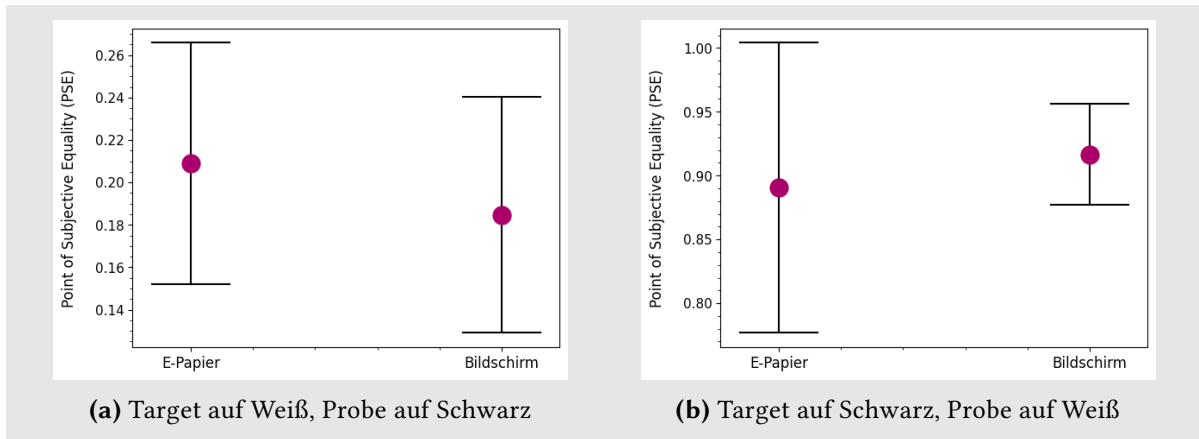 0.26
0.24
0.22
0.20
0.18
0.16
0.14
Point of Subjective Equality (PSE)
E-Papier
Bildschirm
(a) Target auf Weiß, Probe auf Schwarz
1.00
0.95
0.90
0.85
0.80
Point of Subjective Equality (PSE)
E-Papier
Bildschirm
(b) Target auf Schwarz, Probe auf Weiß